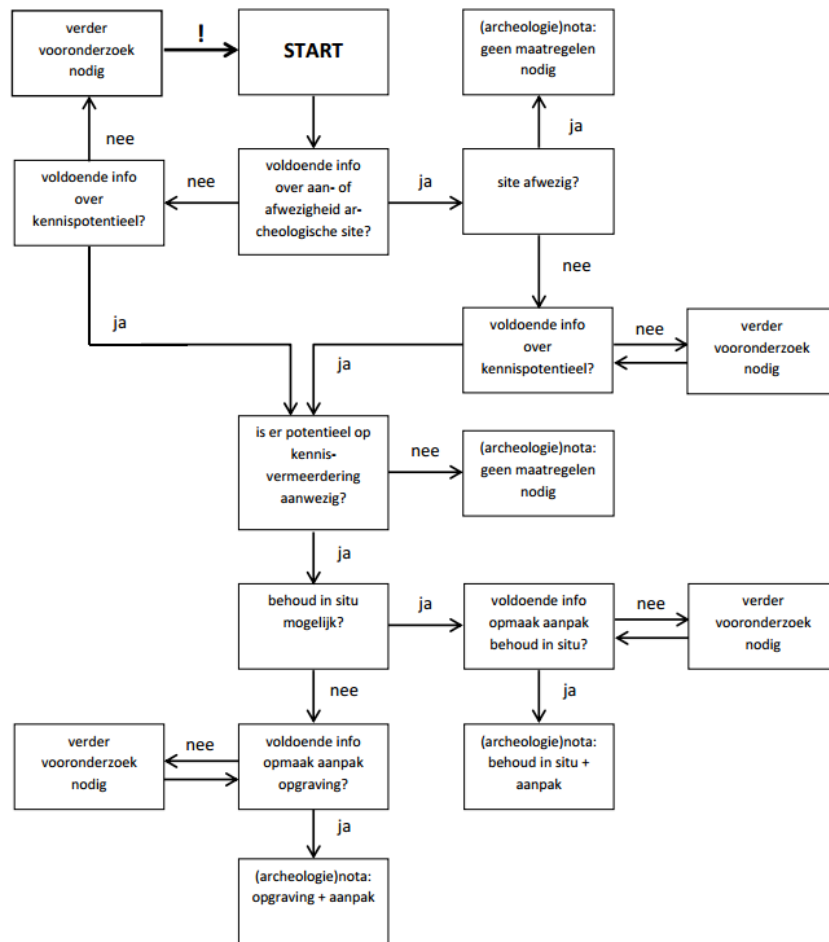 verder
vooronderzoek
nodig
!
START
(archeologie)nota:
geen maatregelen
nodig
nee
ja
voldoende info
over
kennispotentieel?
nee
voldoende info
over aan- of
afwezigheid ar-
cheologische site?
ja
site afwezig?
nee
ja
voldoende info
over
kennispotentieel?
nee
verder
vooronderzoek
nodig
ja
is er potentieel op
kennis-
vermeerdering
aanwezig?
nee
(archeologie)nota:
geen maatregelen
nodig
ja
behoud in situ
mogelijk?
ja
voldoende info
opmaak aanpak
behoud in situ?
nee
verder
vooronderzoek
nodig
nee
ja
verder
vooronderzoek
nodig
nee
voldoende info
opmaak aanpak
opgraving?
(archeologie)nota:
behoud in situ +
aanpak
ja
(archeologie)nota:
opgraving + aanpak